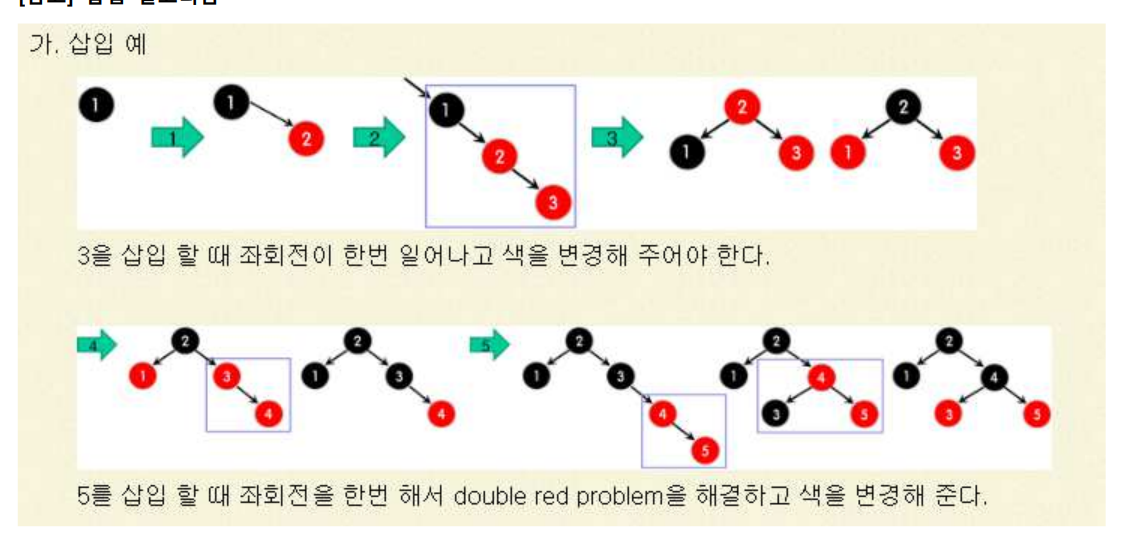 가. 삽입 예
1 1 2 1 2 3 2 1 3 2 1 3
1 2 3
3을 삽입 할 때 좌회전이 한번 일어나고 색을 변경해 주어야 한다.
4 2 1 3 4 2 1 3 4
5 2 1 3 4 5 2 1 4 3 5 2 1 4 3 5
5를 삽입 할 때 좌회전을 한번 해서 double red problem을 해결하고 색을 변경해 준다.